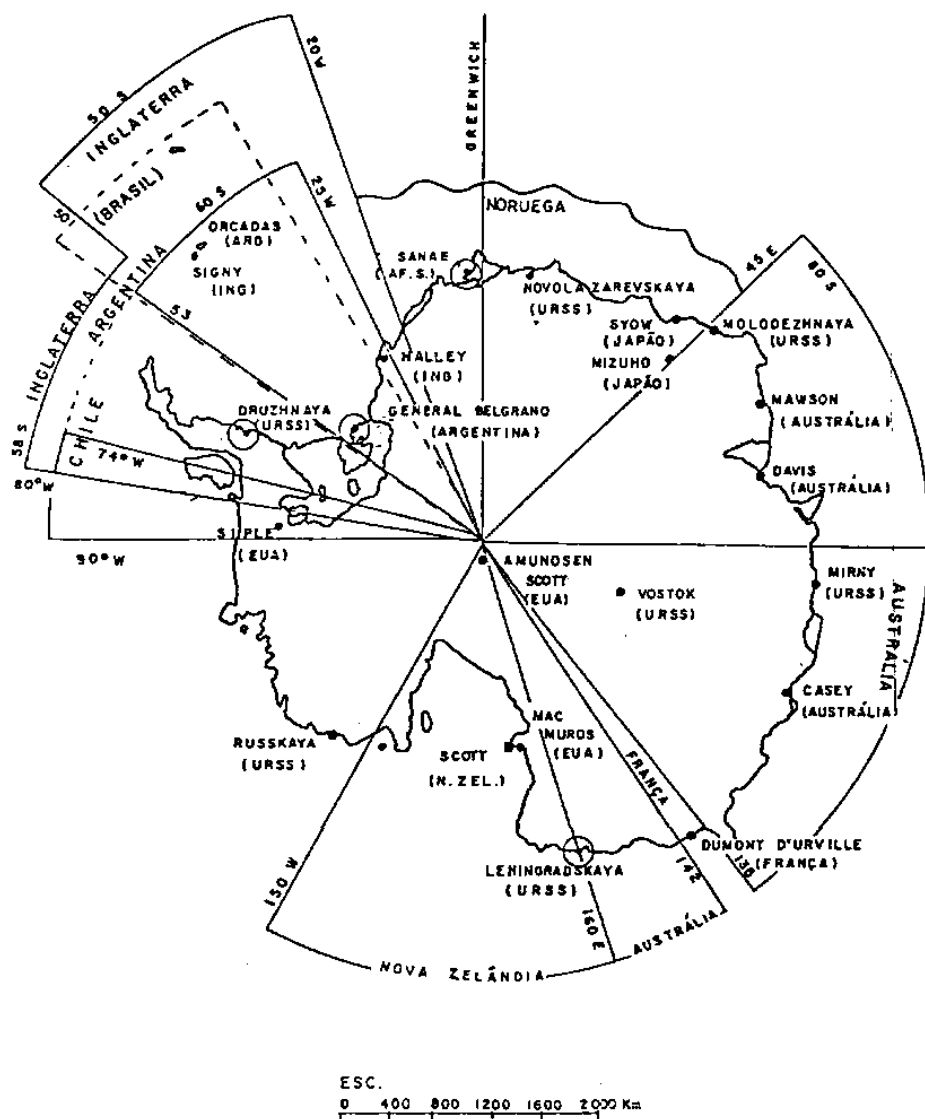 20 W
GREENWICH
50 S
INGLATERRA
(BRASIL)
25 W
60 S
NORUEGA
ORCADAS
(ARG)
SIGNY
(ING)
SANAE
(AF.S.)
45 E
60 S
NOVOLAZAREVSKAYA
(URSS)
50
ARGENTINA
53
SYOW
(JAPÃO)
MOLODEZHNAYA
(URSS)
MIZUHO
(JAPÃO)
INGLATERRA
58 S
HALLEY
(ING)
MAWSON
(AUSTRÁLIA)
CHILE
DRUZHNAYA
(URSS)
GENERAL BELGRANO
(ARGENTINA)
74° W
80° W
DAVIS
(AUSTRÁLIA)
SIPLE
(EUA)
90° W
AMUNDSEN
SCOTT
(EUA)
VOSTOK
(URSS)
MIRNY
(URSS)
AUSTRÁLIA
CASEY
(AUSTRÁLIA)
MAC
MUROS
(EUA)
RUSSKAYA
(URSS)
SCOTT
(N. ZEL.)
FRANÇA
DUMONT D'URVILLE
(FRANÇA)
136
142
LENINGRADSKAYA
(URSS)
150 W
160 E
AUSTRÁLIA
NOVA ZELÂNDIA
ESC.
0 400 800 1200 1600 2000 Km